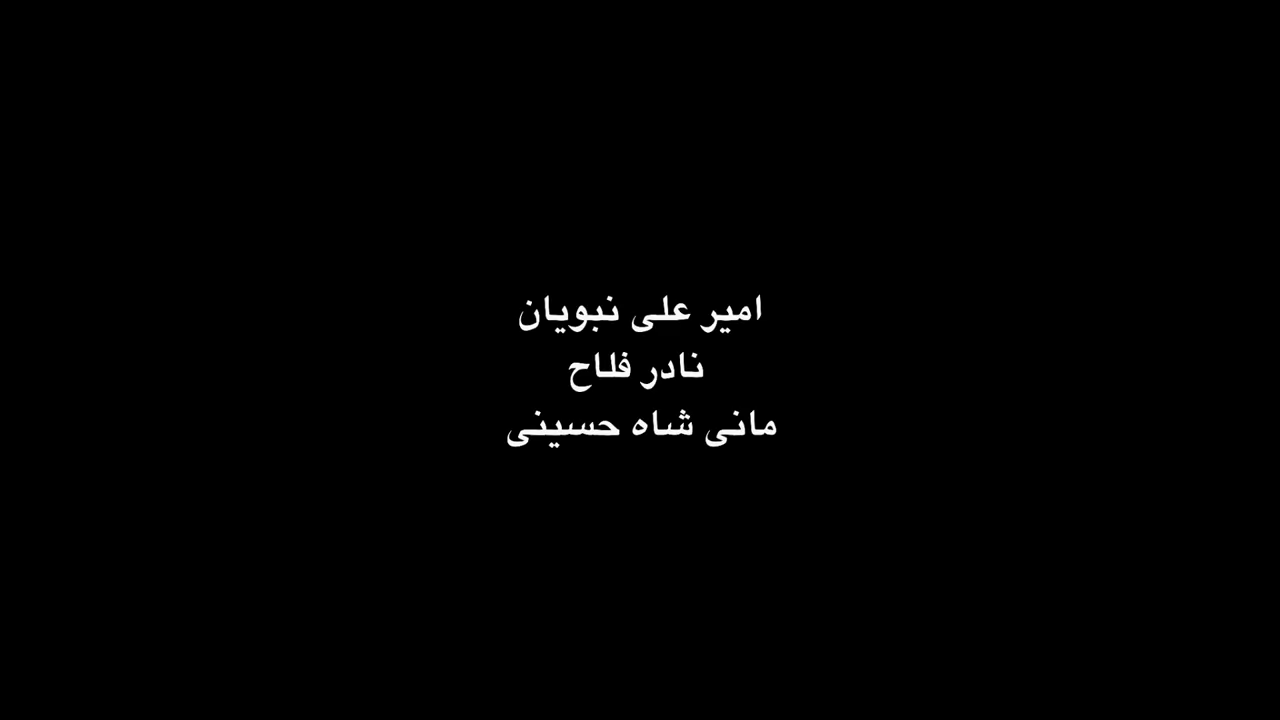 امیر علی نبویان
نادر فلاح
مانی شاه حسینی